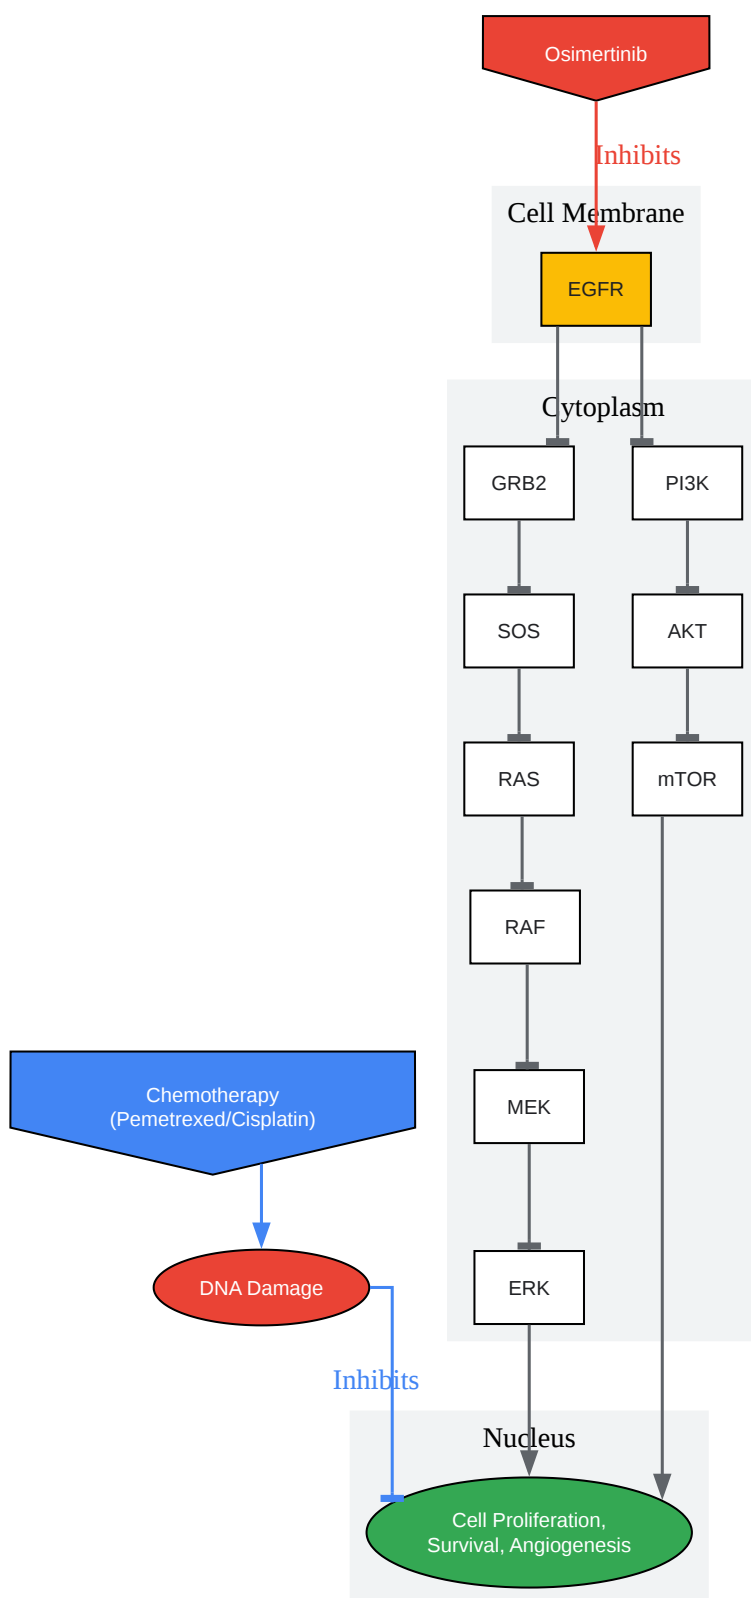 Osimertinib
Inhibits
Cell Membrane
EGFR
Cytoplasm
GRB2
PI3K
SOS
AKT
RAS
mTOR
RAF
Chemotherapy
(Pemetrexed/Cisplatin)
MEK
DNA Damage
ERK
Inhibits
Nucleus
Cell Proliferation,
Survival, Angiogenesis